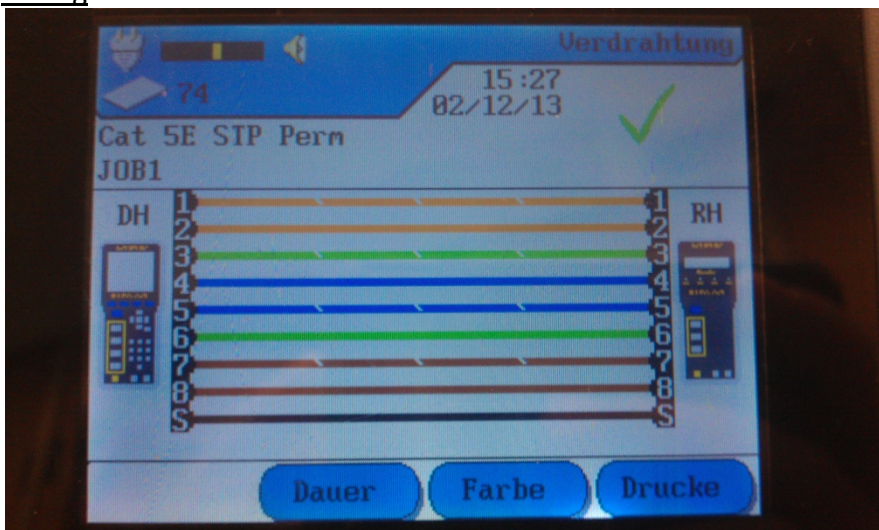 Verdrahtung
74
15:27
02/12/13
Cat 5E STP Perm
JOB1
DH
RH
1 1
2 2
3 3
4 4
5 5
6 6
7 7
8 8
S S
Dauer Farbe Drucke